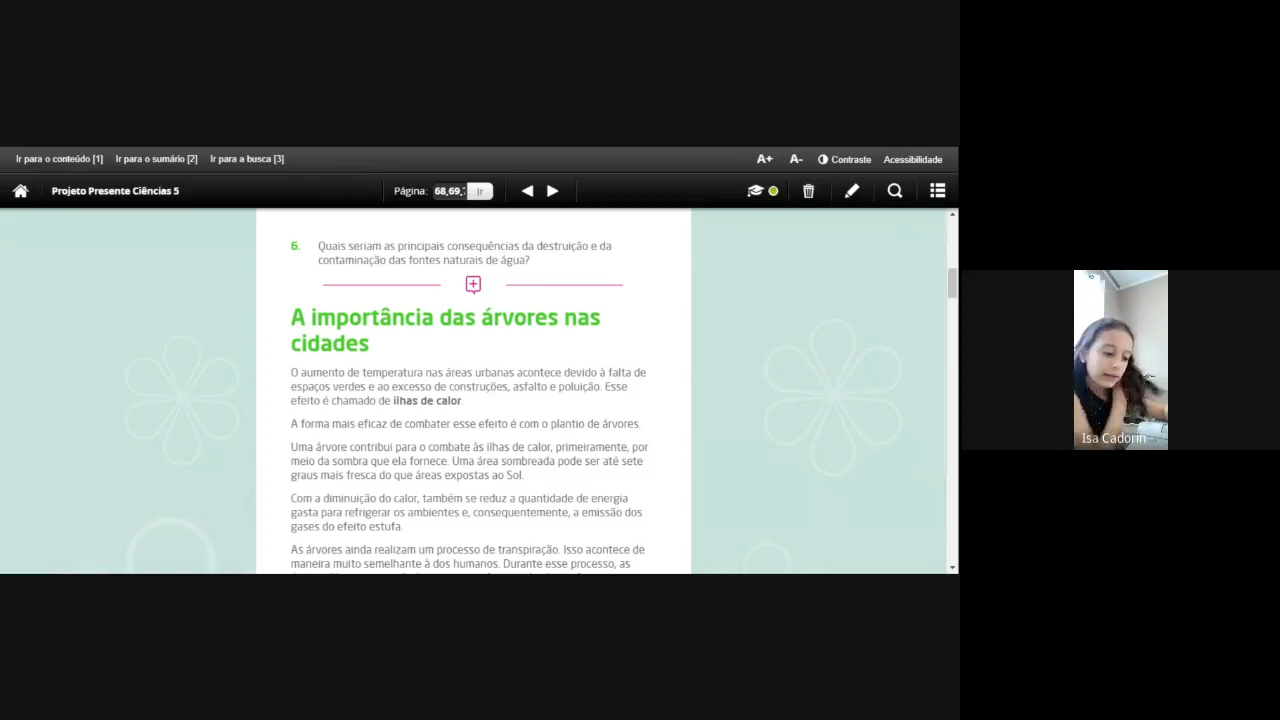 Ir para o conteúdo [1] Ir para o sumário [2] Ir para a busca [3] A+ A- Contraste Acessibilidade
Projeto Presente Ciências 5 Página: 68,69, Ir
6. Quais seriam as principais consequências da destruição e da
contaminação das fontes naturais de água?
A importância das árvores nas
cidades
O aumento de temperatura nas áreas urbanas acontece devido à falta de
espaços verdes e ao excesso de construções, asfalto e poluição. Esse
efeito é chamado de ilhas de calor.
A forma mais eficaz de combater esse efeito é com o plantio de árvores.
Uma árvore contribui para o combate às ilhas de calor, primeiramente, por
meio da sombra que ela fornece. Uma área sombreada pode ser até sete
graus mais fresca do que áreas expostas ao Sol.
Com a diminuição do calor, também se reduz a quantidade de energia
gasta para refrigerar os ambientes e, consequentemente, a emissão dos
gases do efeito estufa.
As árvores ainda realizam um processo de transpiração. Isso acontece de
maneira muito semelhante à dos humanos. Durante esse processo, as
Isa Cadorin